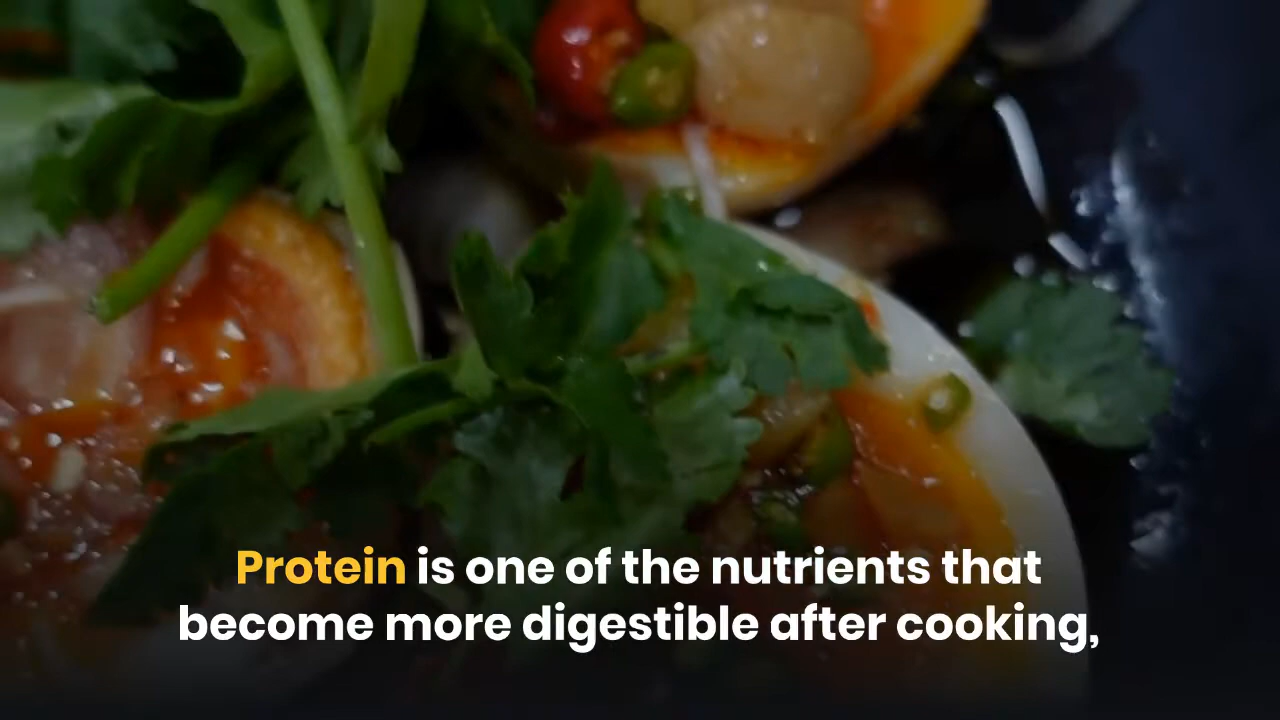 Protein is one of the nutrients that
become more digestible after cooking,